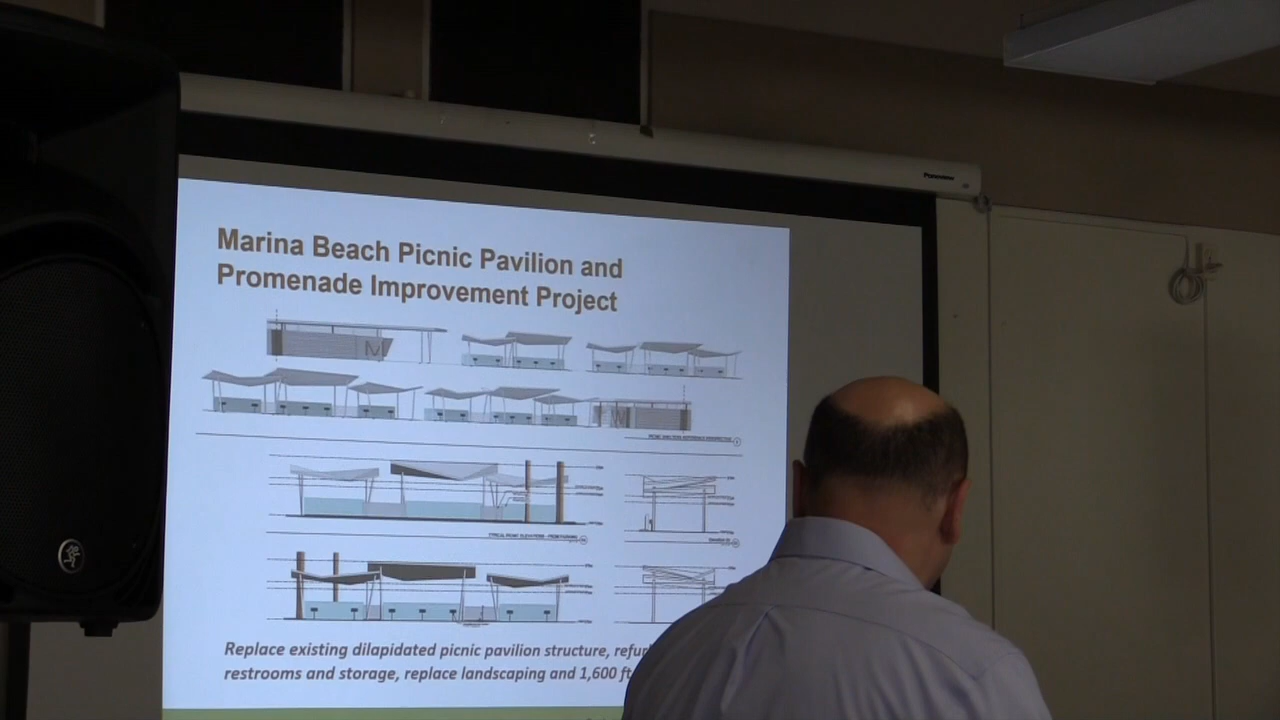 Panaview
Marina Beach Picnic Pavilion and
Promenade Improvement Project
M
M
Replace existing dilapidated picnic pavilion structure, refur
restrooms and storage, replace landscaping and 1,600 ft